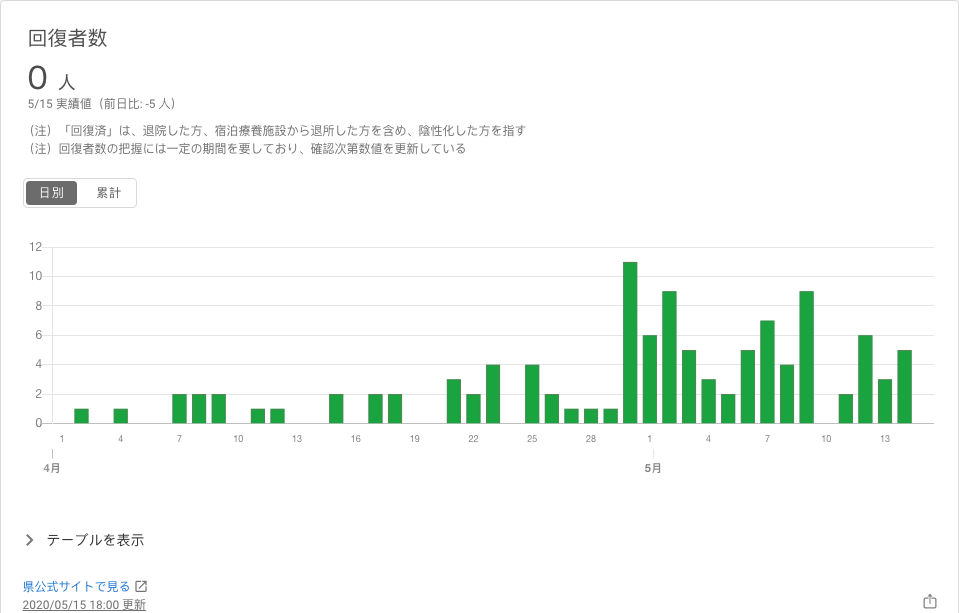 回復者数
0 人
5/15 実績値（前日比: -5 人）
（注）「回復済」は、退院した方、宿泊療養施設から退所した方を含め、陰性化した方を指す
（注）回復者数の把握には一定の期間を要しており、確認次第数値を更新している
日別 累計
12
10
8
6
4
2
0
1 4 7 10 13 16 19 22 25 28 1 4 7 10 13
4月 5月
テーブルを表示
県公式サイトで見る
2020/05/15 18:00 更新